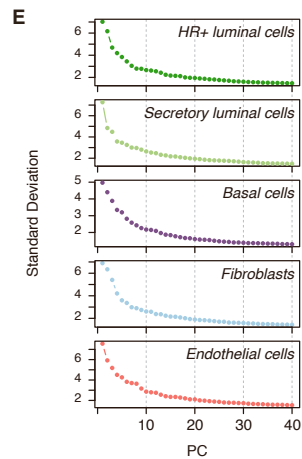 E
Standard Deviation
6
4
2
HR+ luminal cells
6
4
2
Secretory luminal cells
5
4
3
2
Basal cells
6
4
2
Fibroblasts
6
4
2
Endothelial cells
10 20 30 40
PC